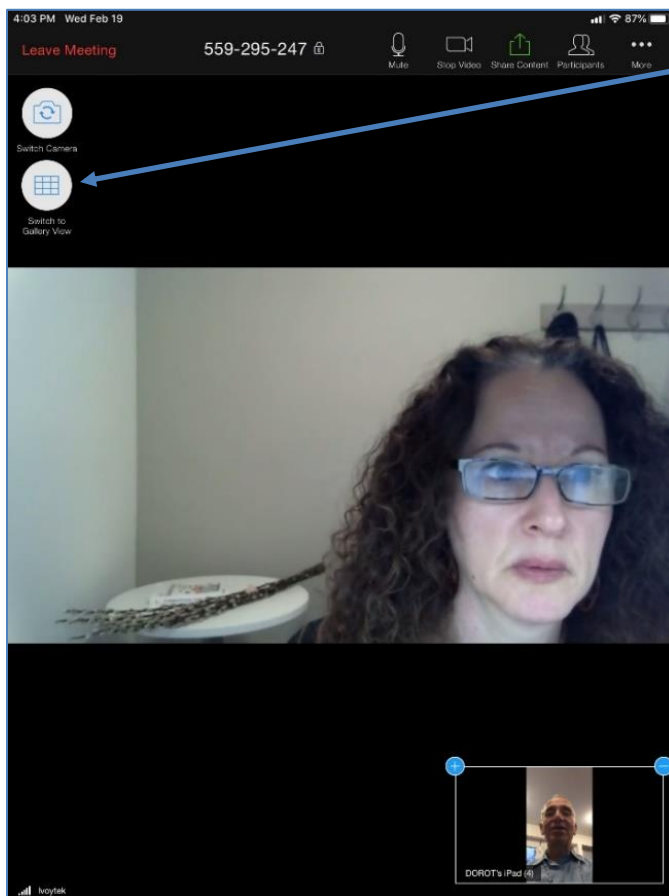 4:03 PM Wed Feb 19
87%
Leave Meeting
559-295-247
Mute
Stop Video
Share Content
Participants
More
Switch Camera
Switch to
Gallery View
DOROT's iPad (4)
lvoytek